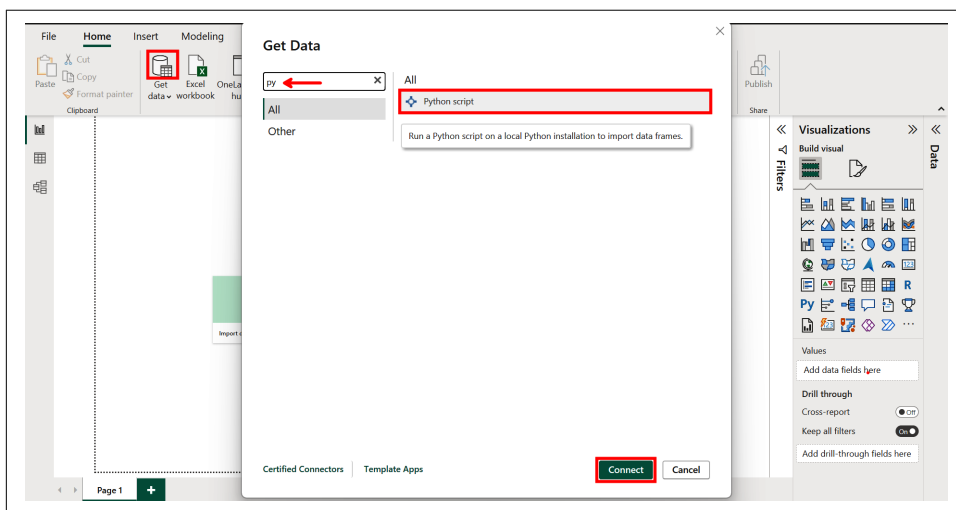 File Home Insert Modeling
Cut
Copy
Format painter
Paste
Clipboard
Get data
Excel workbook
OneLa
hu
Publish
Share
Get Data
py
All
Other
All
Python script
Run a Python script on a local Python installation to import data frames.
Import
Certified Connectors
Template Apps
Connect
Cancel
Filters
Visualizations
Build visual
Data
123
R
Py
123
Values
Add data fields here
Drill through
Cross-report
Off
Keep all filters
On
Add drill-through fields here
Page 1